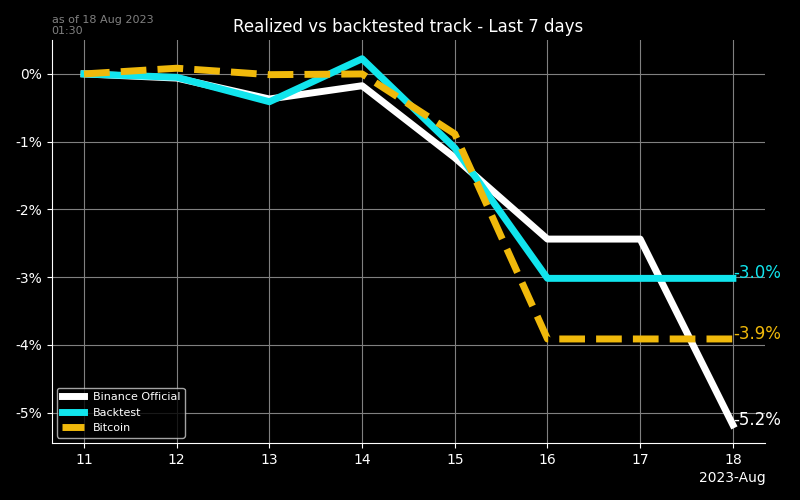 as of 18 Aug 2023
01:30
Realized vs backtested track - Last 7 days
0%
-1%
-2%
-3%
-4%
-5%
-3.0%
-3.9%
-5.2%
Binance Official
Backtest
Bitcoin
11 12 13 14 15 16 17 18
2023-Aug